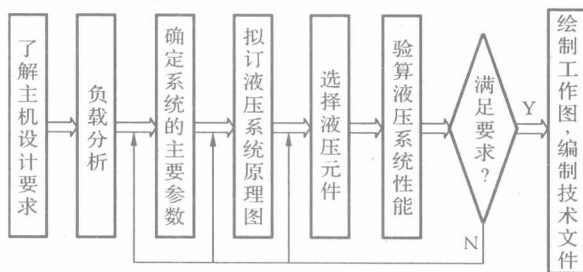 了解主机设计要求
负载分析
确定系统的主要参数
拟订液压系统原理图
选择液压元件
验算液压系统性能
满足要求?
Y
N
绘制工作图,编制技术文件